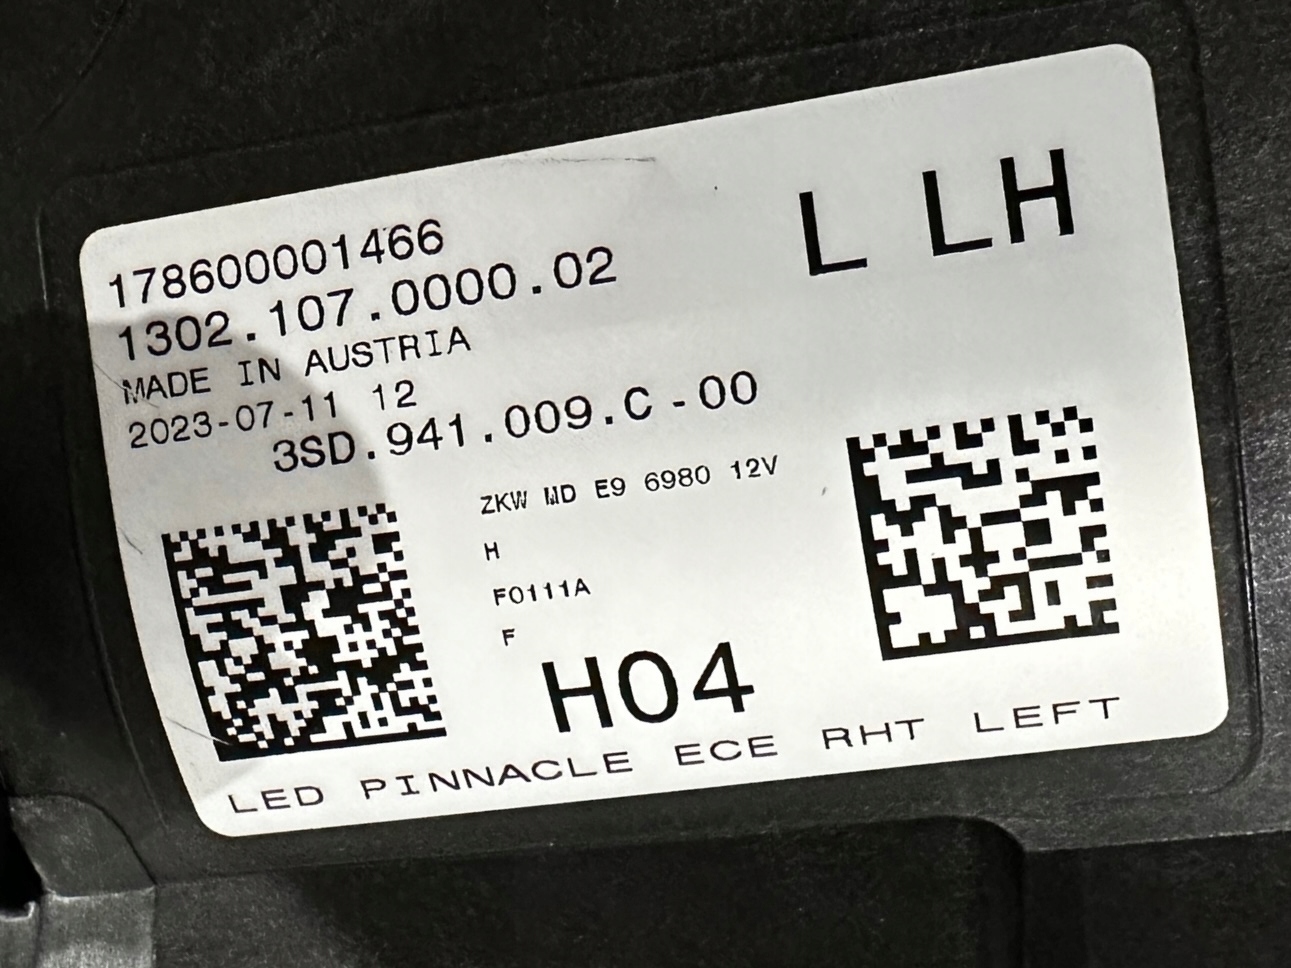 L LH
178600001466
1302.107.0000.02
MADE IN AUSTRIA
2023-07-11 12
3SD.941.009.C-00
ZKW WD E9 6980 12V
H
F0111A
F
H04
LED PINNACLE ECE RHT LEFT